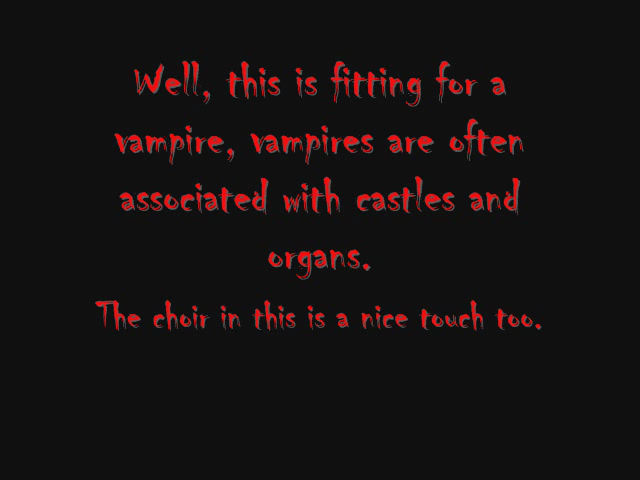 Well, this is fitting for a
vampire, vampires are often
associated with castles and
organs.
The choir in this is a nice touch too.